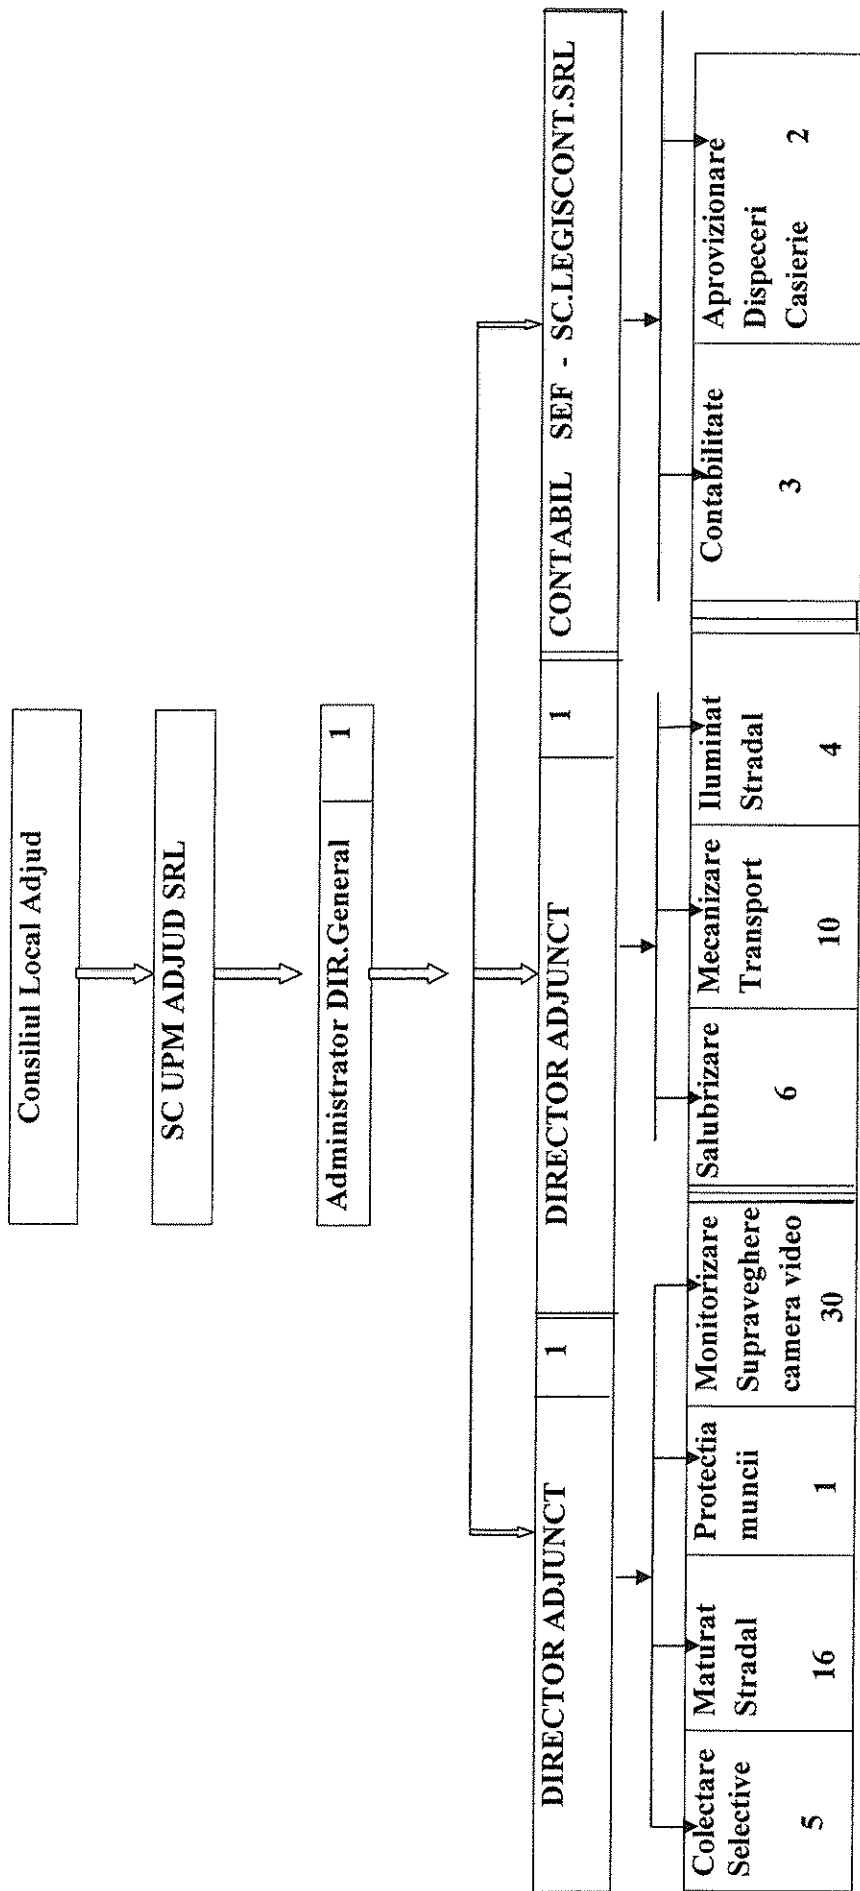 Consiliul Local Adjud
SC UPM ADJUD SRL
Administrator DIR.General 1
DIRECTOR ADJUNCT 1
DIRECTOR ADJUNCT 1
CONTABIL SEF - SC.LEGISCONT.SRL
Colectare
Selective
5
Maturat
Stradal
16
Protectia
muncii
1
Monitorizare
Supraveghere
camera video
30
Salubrizare
6
Mecanizare
Transport
10
Iluminat
Stradal
4
Contabilitate
3
Aprovizionare
Dispeceri 2
Casierie